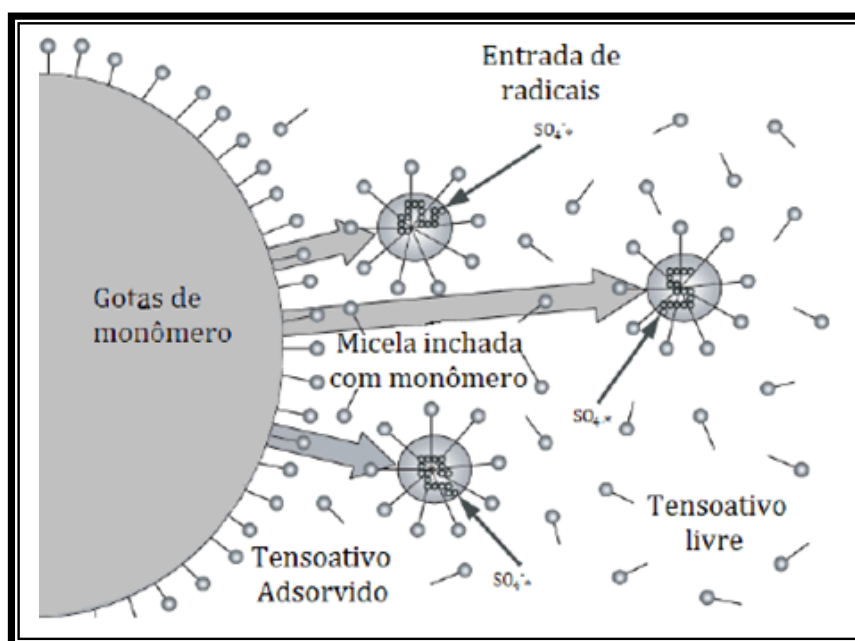 Entrada de
radicais
SO₄⁻*
Gotas de
monômero
Micela inchada
com monômero
SO₄⁻*
Tensoativo
livre
Tensoativo
Adsorvido
SO₄⁻*